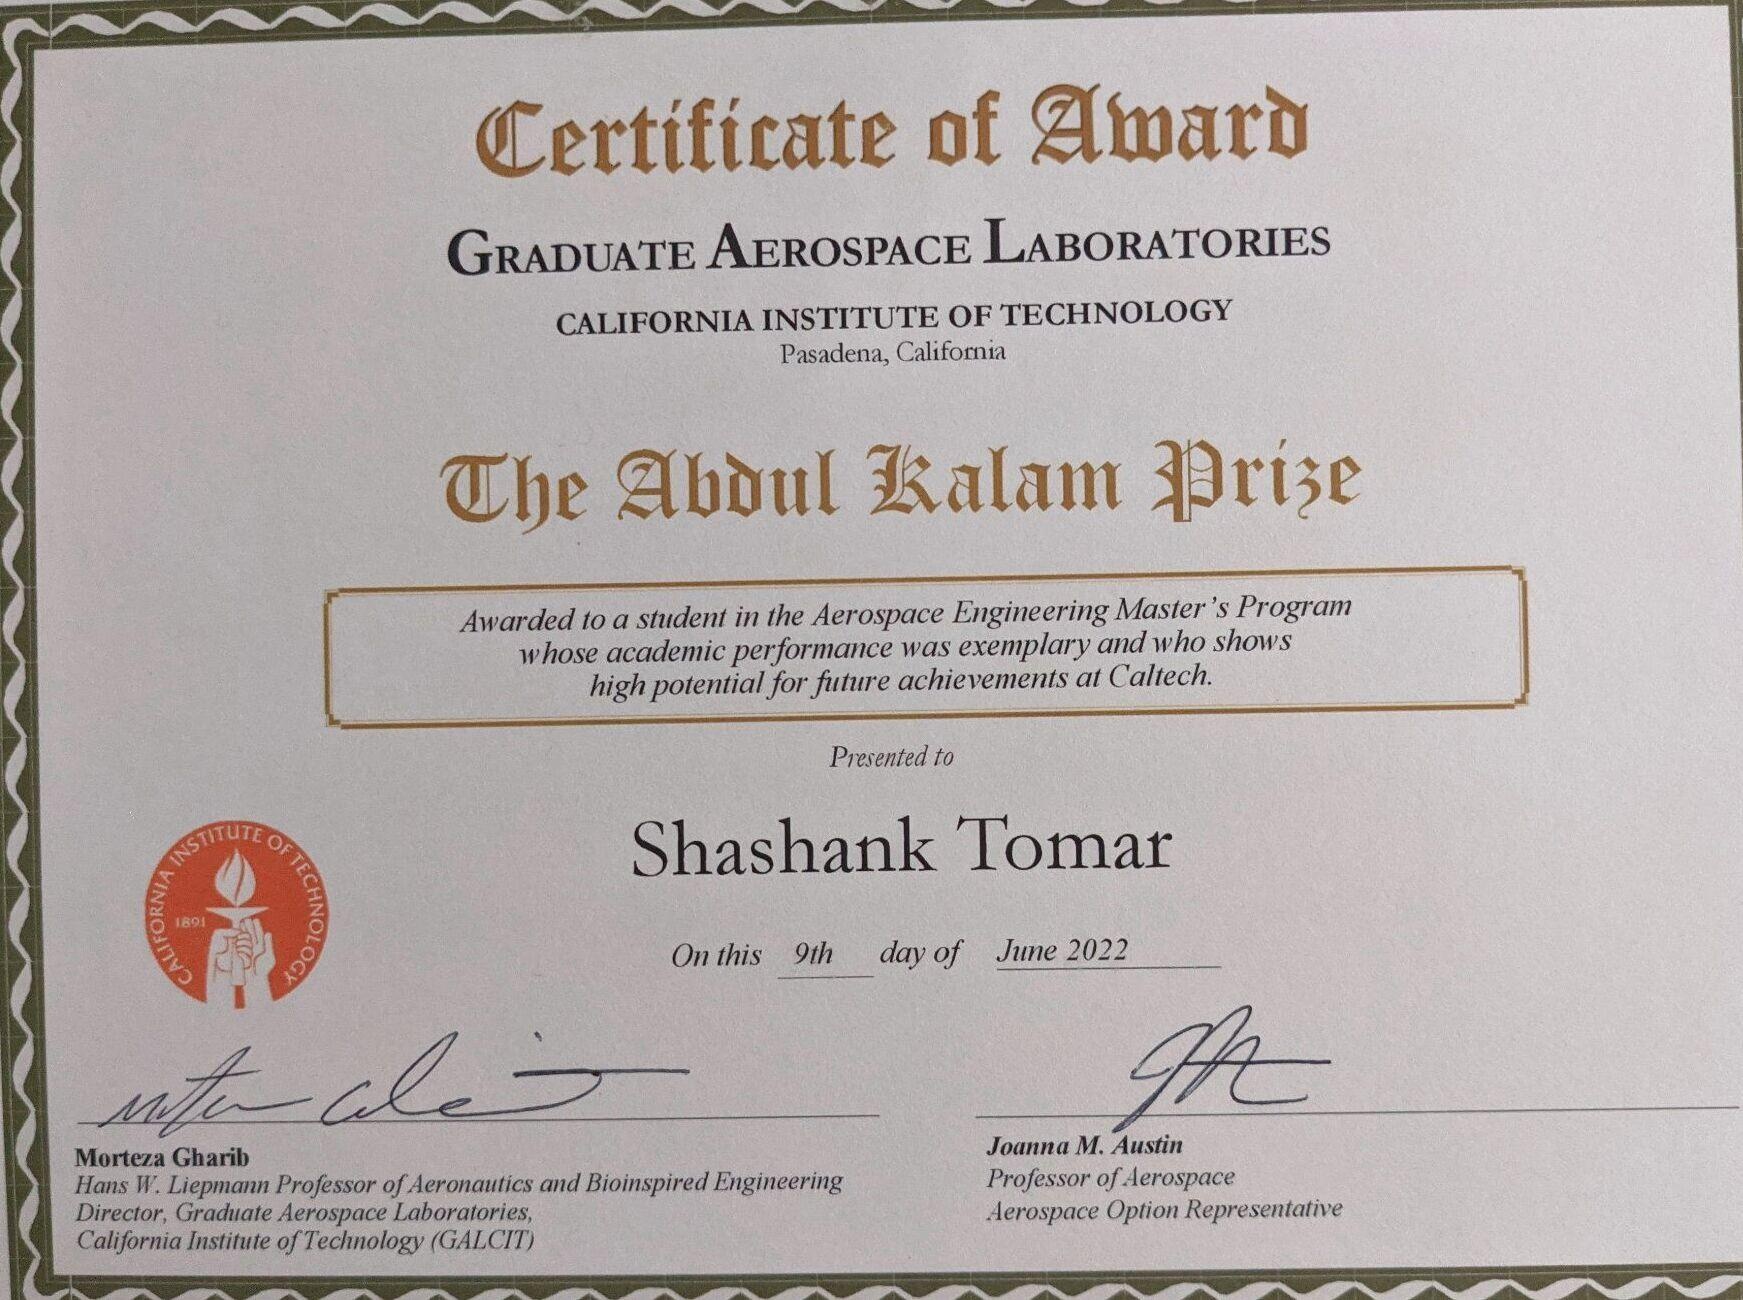 Certificate of Award
GRADUATE AEROSPACE LABORATORIES
CALIFORNIA INSTITUTE OF TECHNOLOGY
Pasadena, California
The Abdul Kalam Prize
Awarded to a student in the Aerospace Engineering Master's Program
whose academic performance was exemplary and who shows
high potential for future achievements at Caltech.
Presented to
Shashank Tomar
On this 9th day of June 2022
CALIFORNIA INSTITUTE OF TECHNOLOGY
1891
Morteza Gharib
Hans W. Liepmann Professor of Aeronautics and Bioinspired Engineering
Director, Graduate Aerospace Laboratories,
California Institute of Technology (GALCIT)
Joanna M. Austin
Professor of Aerospace
Aerospace Option Representative